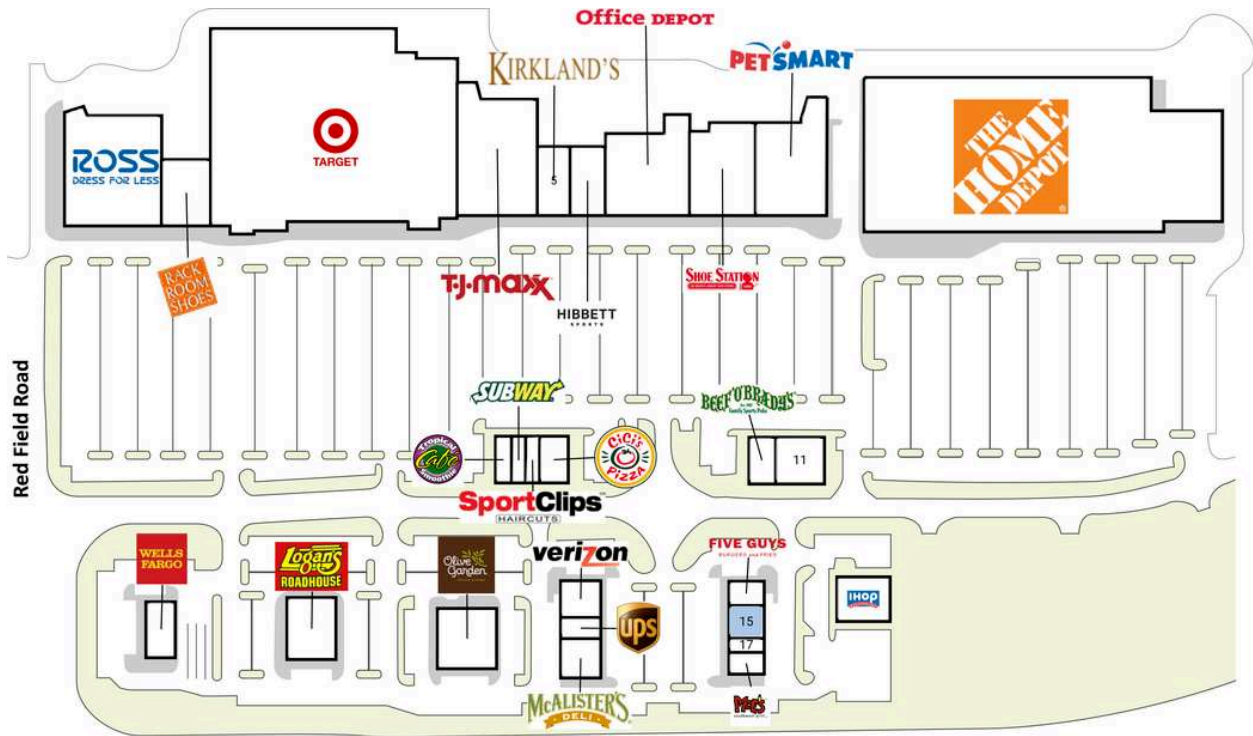 Office DEPOT
KIRKLAND'S
PETSMART
ROSS
DRESS FOR LESS
TARGET
5
THE
HOME
DEPOT
RACK
ROOM
SHOES
T·J·maxx
HIBBETT
SPORTS
SHOE STATION
Red Field Road
SUBWAY
BEEF 'O' BRADY'S
Family Sports Pubs
Tropical
Cafe
Smoothie
CiCi's
PIZZA
11
SportClips
HAIRCUTS
WELLS
FARGO
Logan's
ROADHOUSE
Olive
Garden
verizon
FIVE GUYS
BURGERS and FRIES
IHOP
ups
15
17
McALISTER'S
DELI
Moe's